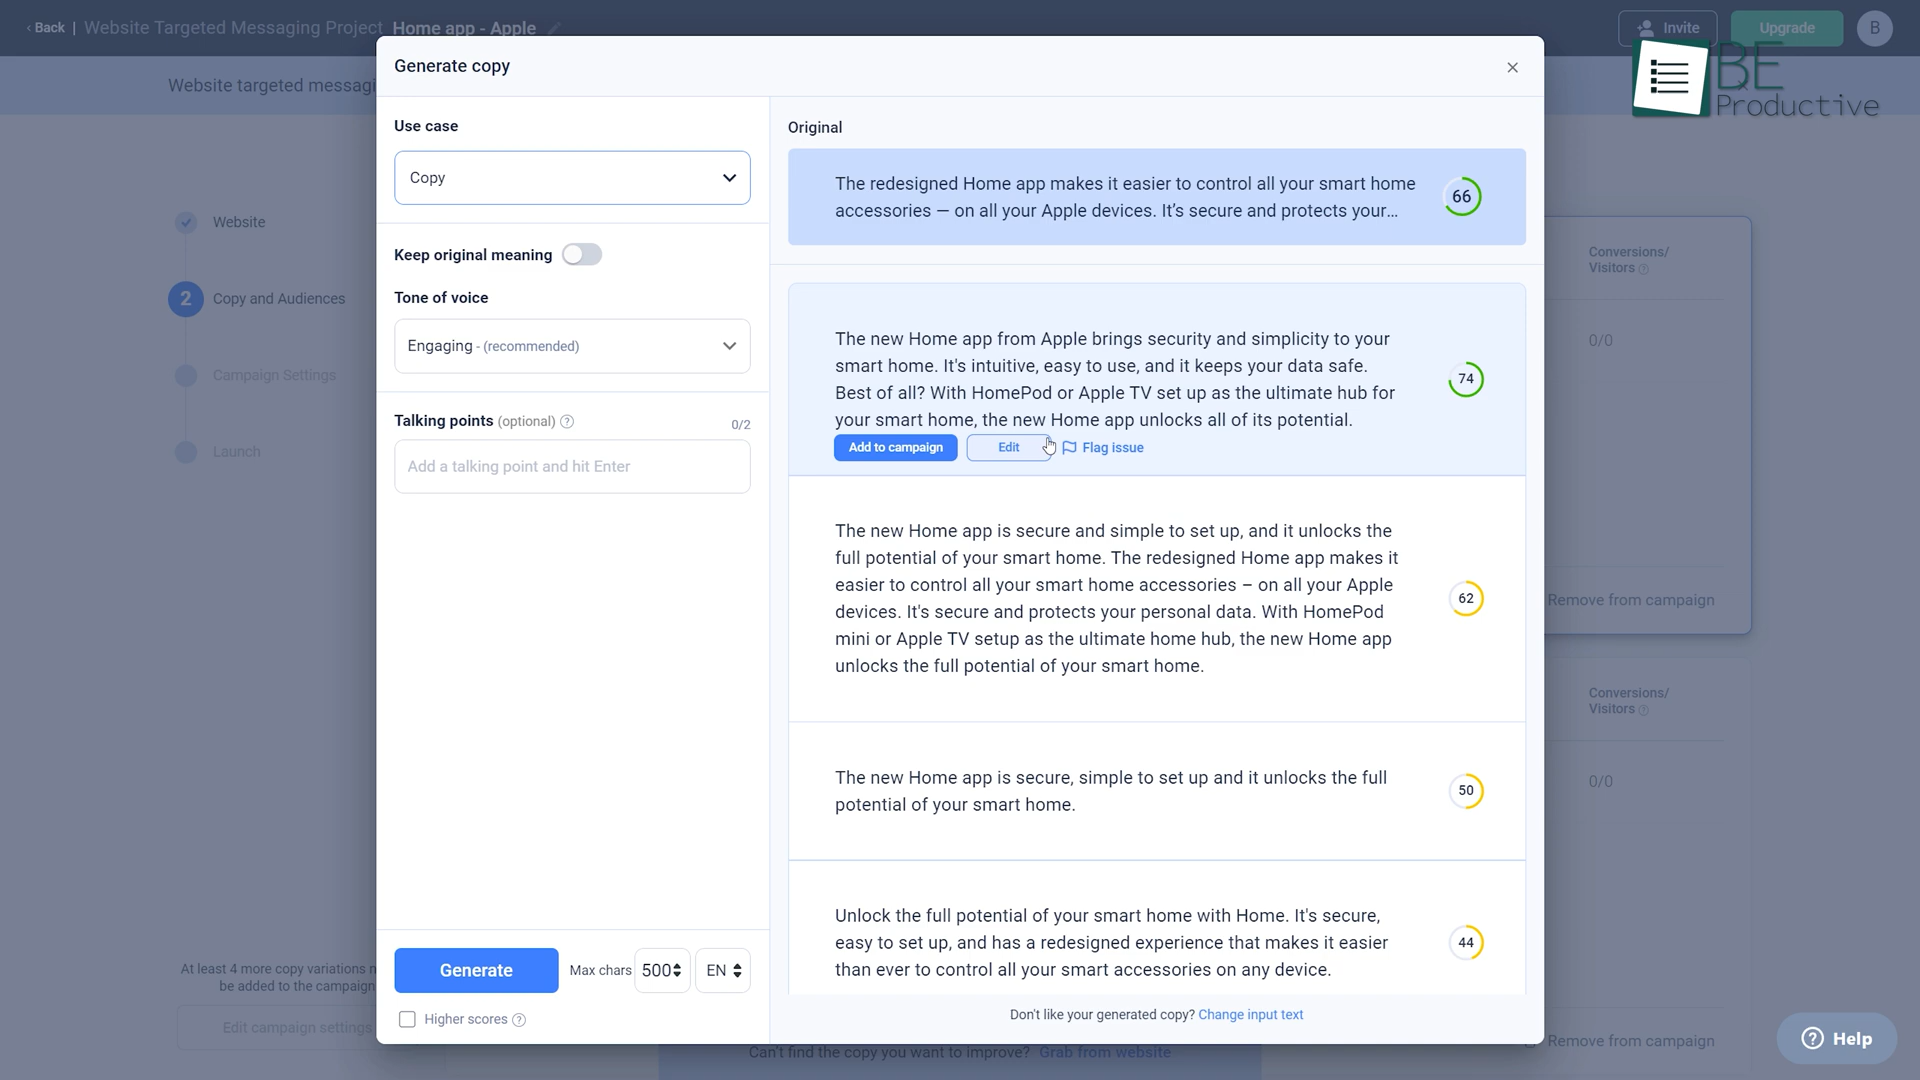 Back | Website Targeted Messaging Project Home app - Apple
Invite
Upgrade
B
BE
Productive
Website targeted messagi
Generate copy
Use case
Copy
Keep original meaning
Tone of voice
Engaging - (recommended)
Talking points (optional)
0/2
Add a talking point and hit Enter
Generate
Max chars
500
EN
Higher scores
Original
The redesigned Home app makes it easier to control all your smart home
accessories — on all your Apple devices. It’s secure and protects your...
66
The new Home app from Apple brings security and simplicity to your
smart home. It's intuitive, easy to use, and it keeps your data safe.
Best of all? With HomePod or Apple TV set up as the ultimate hub for
your smart home, the new Home app unlocks all of its potential.
74
Add to campaign
Edit
Flag issue
The new Home app is secure and simple to set up, and it unlocks the
full potential of your smart home. The redesigned Home app makes it
easier to control all your smart home accessories – on all your Apple
devices. It's secure and protects your personal data. With HomePod
mini or Apple TV setup as the ultimate home hub, the new Home app
unlocks the full potential of your smart home.
62
The new Home app is secure, simple to set up and it unlocks the full
potential of your smart home.
50
Unlock the full potential of your smart home with Home. It's secure,
easy to set up, and has a redesigned experience that makes it easier
than ever to control all your smart accessories on any device.
44
Don't like your generated copy? Change input text
Website
2
Copy and Audiences
Campaign Settings
Launch
At least 4 more copy variations n
be added to the campaign
Edit campaign settings
Conversions/
Visitors
0/0
Remove from campaign
Conversions/
Visitors
0/0
Remove from campaign
Can't find the copy you want to improve? Grab from website
Help